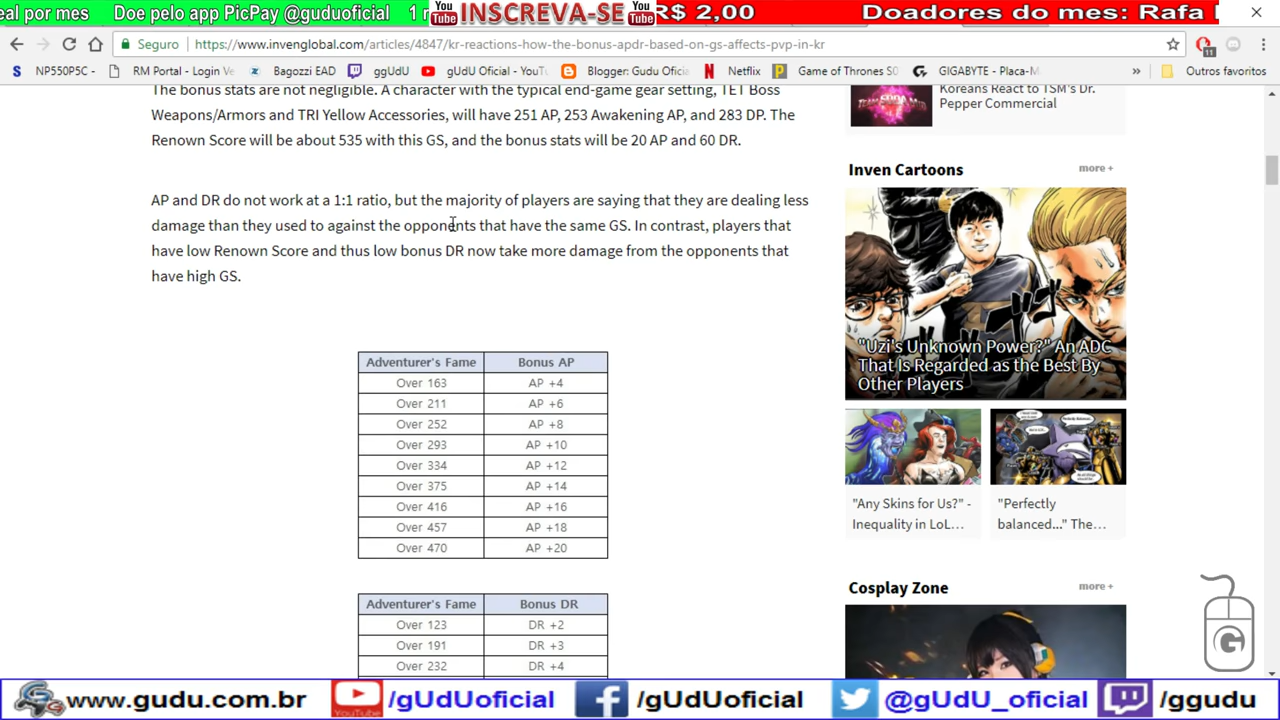 eal por mes Doe pelo app PicPay @guduoficial 1 r You Tube INSCREVA-SE You Tube R$ 2,00 Doadores do mes: Rafa
Seguro https://www.invenglobal.com/articles/4847/kr-reactions-how-the-bonus-apdr-based-on-gs-affects-pvp-in-kr 11
NP550P5C - RM Portal - Login Ve Bagozzi EAD ggUdU gUdU Oficial - YouT Blogger: Gudu Oficia Netflix Game of Thrones S0 GIGABYTE - Placa-M » Outros favoritos
The bonus stats are not negligible. A character with the typical end-game gear setting, TET Boss
Weapons/Armors and TRI Yellow Accessories, will have 251 AP, 253 Awakening AP, and 283 DP. The
Renown Score will be about 535 with this GS, and the bonus stats will be 20 AP and 60 DR.
AP and DR do not work at a 1:1 ratio, but the majority of players are saying that they are dealing less
damage than they used to against the opponents that have the same GS. In contrast, players that
have low Renown Score and thus low bonus DR now take more damage from the opponents that
have high GS.
Adventurer's Fame Bonus AP
Over 163 AP +4
Over 211 AP +6
Over 252 AP +8
Over 293 AP +10
Over 334 AP +12
Over 375 AP +14
Over 416 AP +16
Over 457 AP +18
Over 470 AP +20
Adventurer's Fame Bonus DR
Over 123 DR +2
Over 191 DR +3
Over 232 DR +4
Koreans React to TSM's Dr.
Pepper Commercial
Inven Cartoons more +
"Uzi's Unknown Power?" An ADC
That Is Regarded as the Best By
Other Players
"Any Skins for Us?" -
Inequality in LoL...
"Perfectly
balanced..." The...
Cosplay Zone more +
G
www.gudu.com.br YouTube /gUdUoficial /gUdUoficial @gUdU_oficial /ggudu